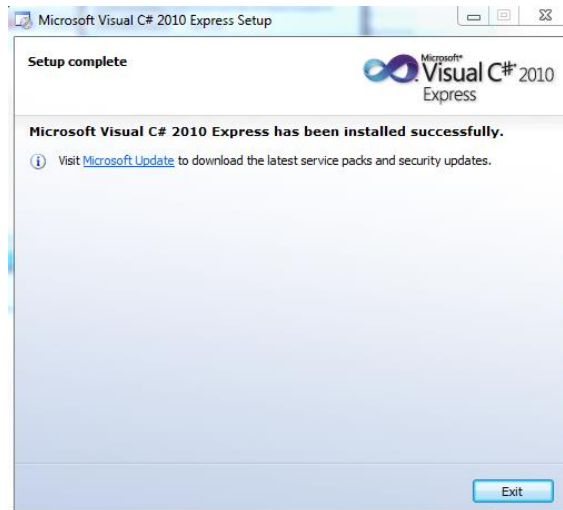 Microsoft Visual C# 2010 Express Setup
Setup complete
Microsoft®
Visual C#® 2010
Express
Microsoft Visual C# 2010 Express has been installed successfully.
Visit Microsoft Update to download the latest service packs and security updates.
Exit